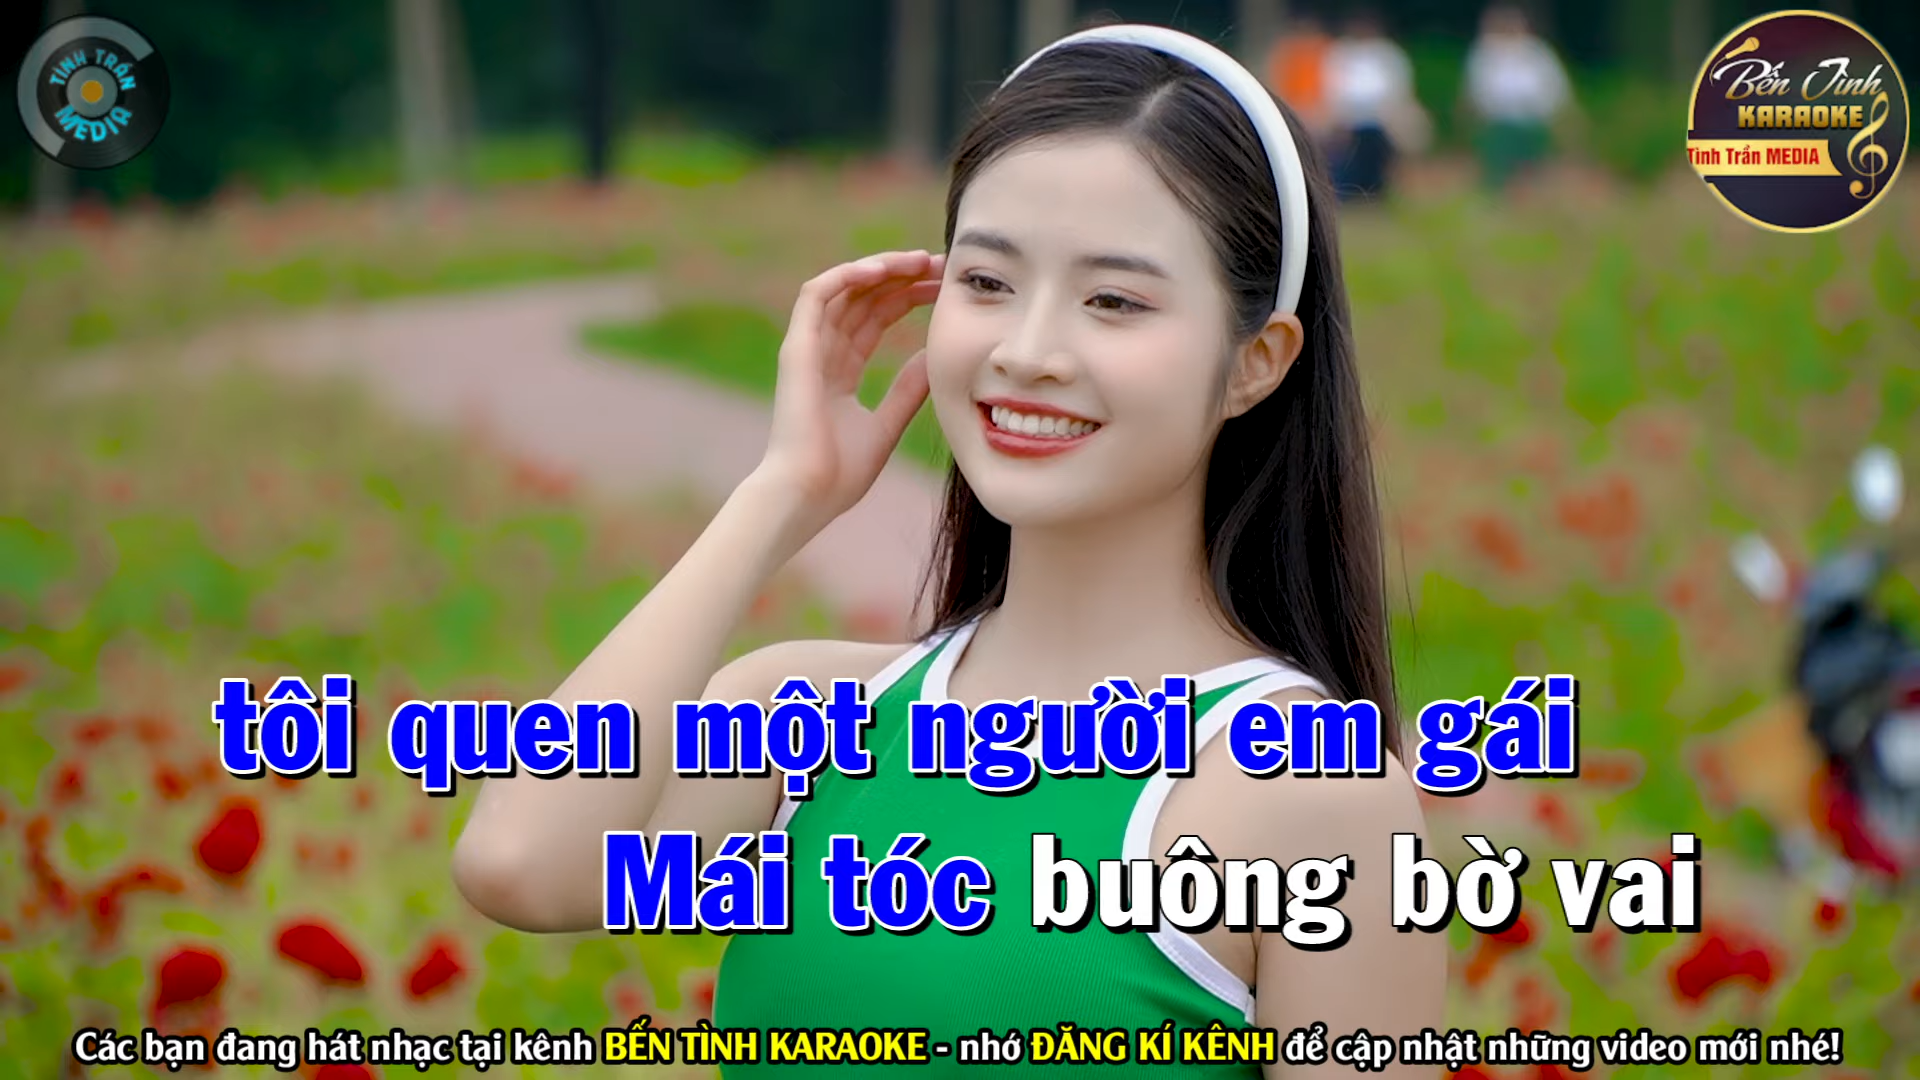 TÌNH TRẦN
MEDIA
Bến Tình
KARAOKE
Tình Trần MEDIA
tôi quen một người em gái
Mái tóc buông bờ vai
Các bạn đang hát nhạc tại kênh BẾN TÌNH KARAOKE - nhớ ĐĂNG KÍ KÊNH để cập nhật những video mới nhé!